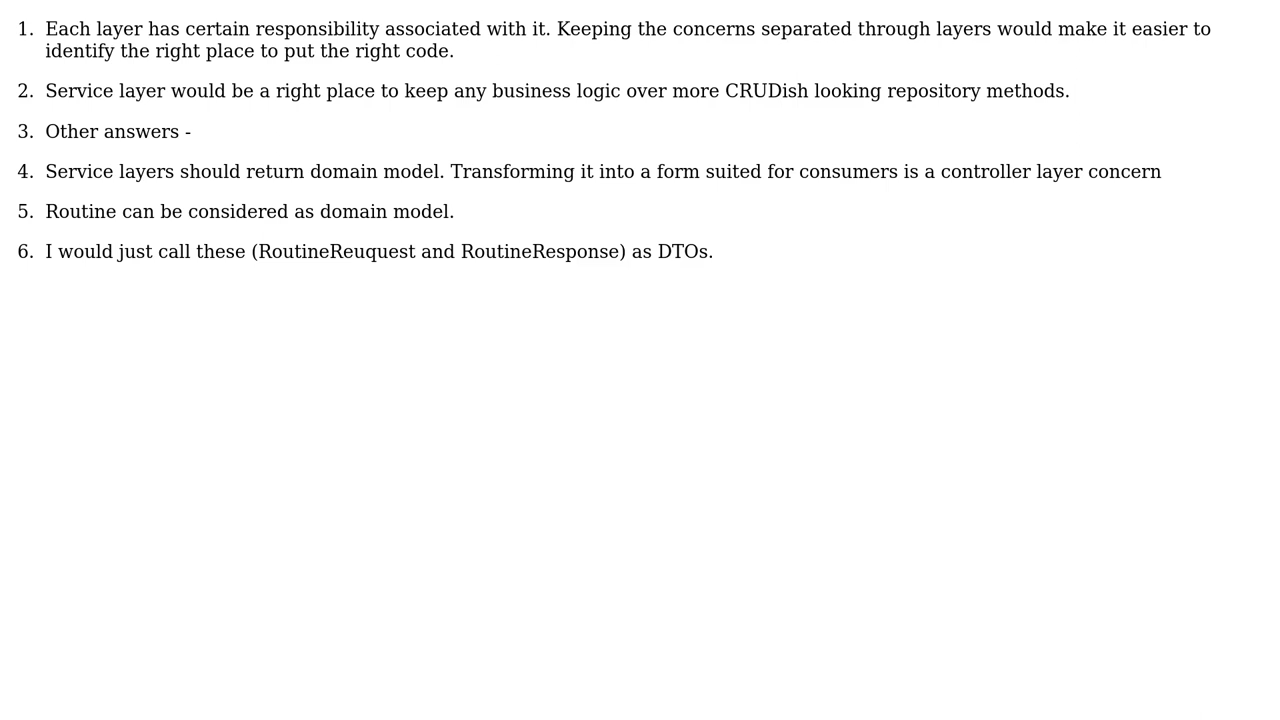 1. Each layer has certain responsibility associated with it. Keeping the concerns separated through layers would make it easier to
identify the right place to put the right code.
2. Service layer would be a right place to keep any business logic over more CRUDish looking repository methods.
3. Other answers -
4. Service layers should return domain model. Transforming it into a form suited for consumers is a controller layer concern
5. Routine can be considered as domain model.
6. I would just call these (RoutineReuquest and RoutineResponse) as DTOs.